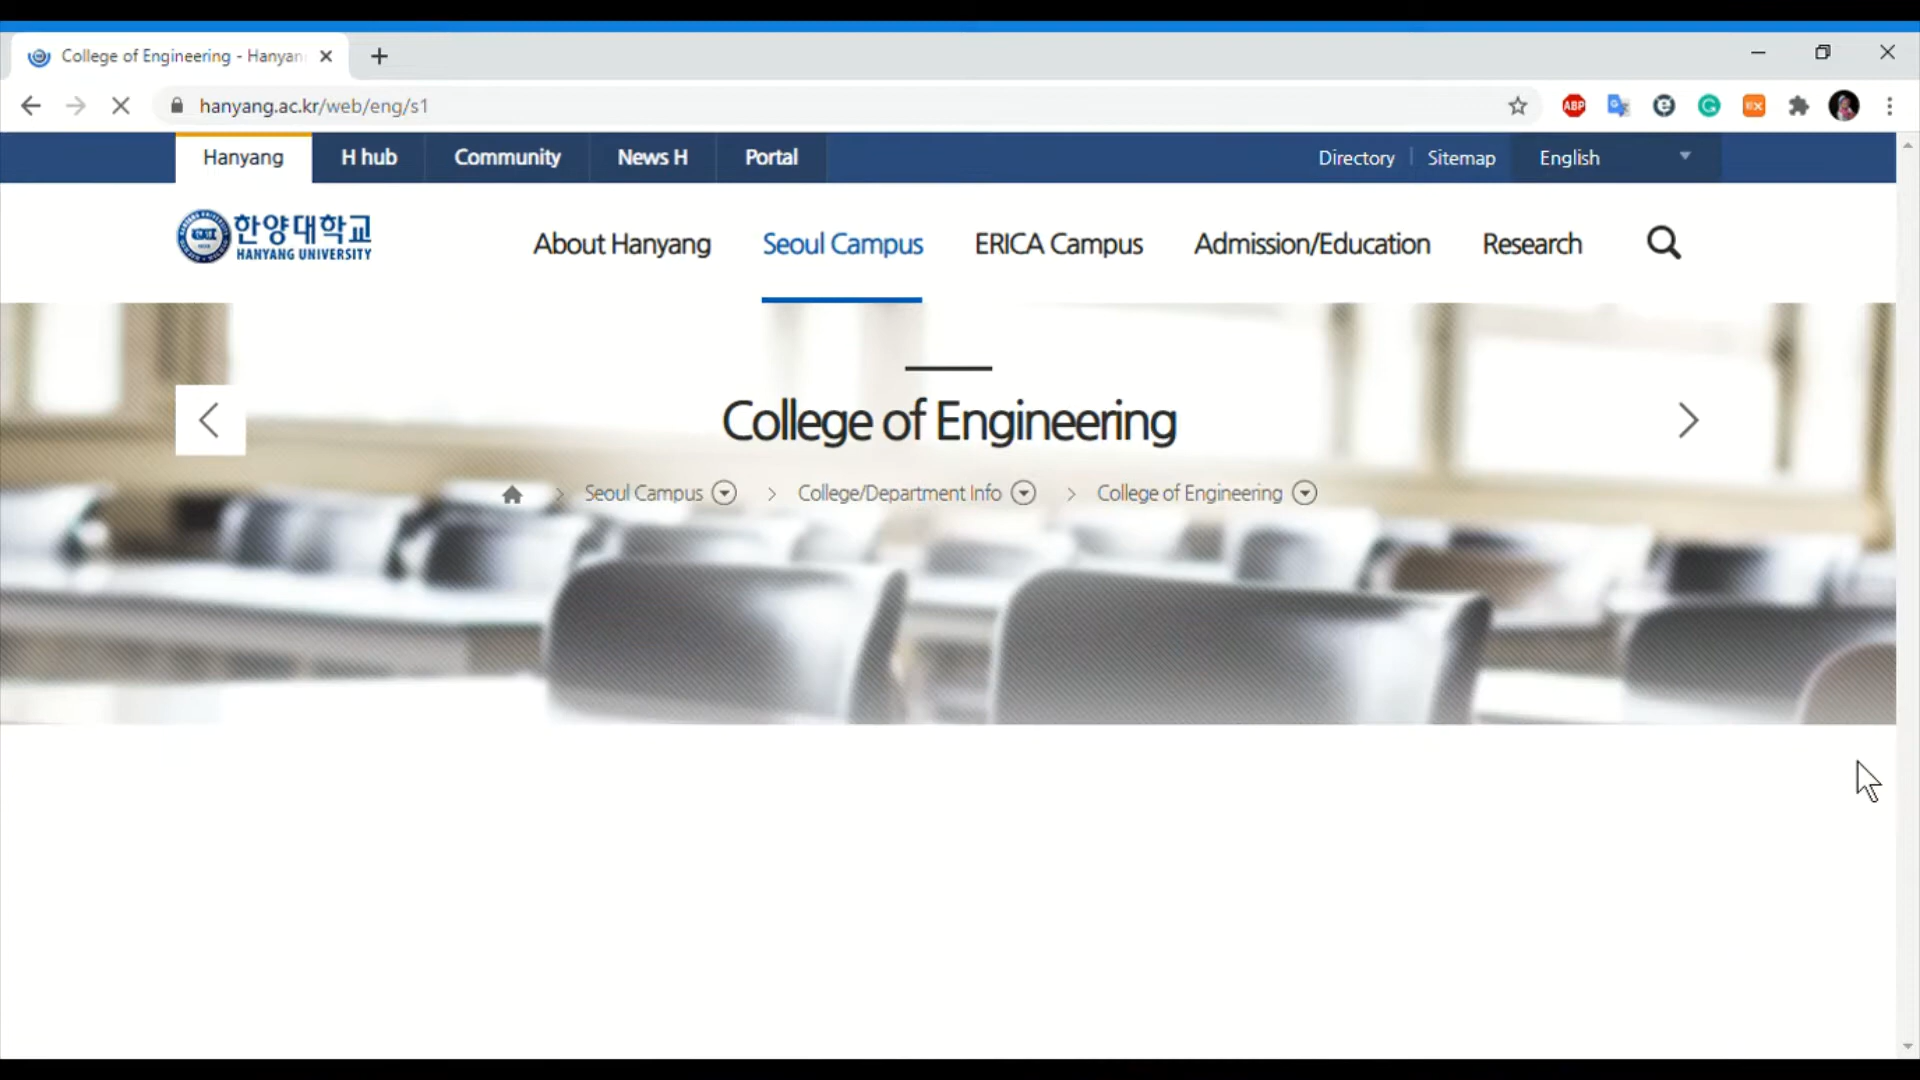 College of Engineering - Hanyan
hanyang.ac.kr/web/eng/s1
ABP
EX
Hanyang
H hub
Community
News H
Portal
Directory
Sitemap
English
한양대학교
HANYANG UNIVERSITY
About Hanyang
Seoul Campus
ERICA Campus
Admission/Education
Research
College of Engineering
Seoul Campus
College/Department Info
College of Engineering